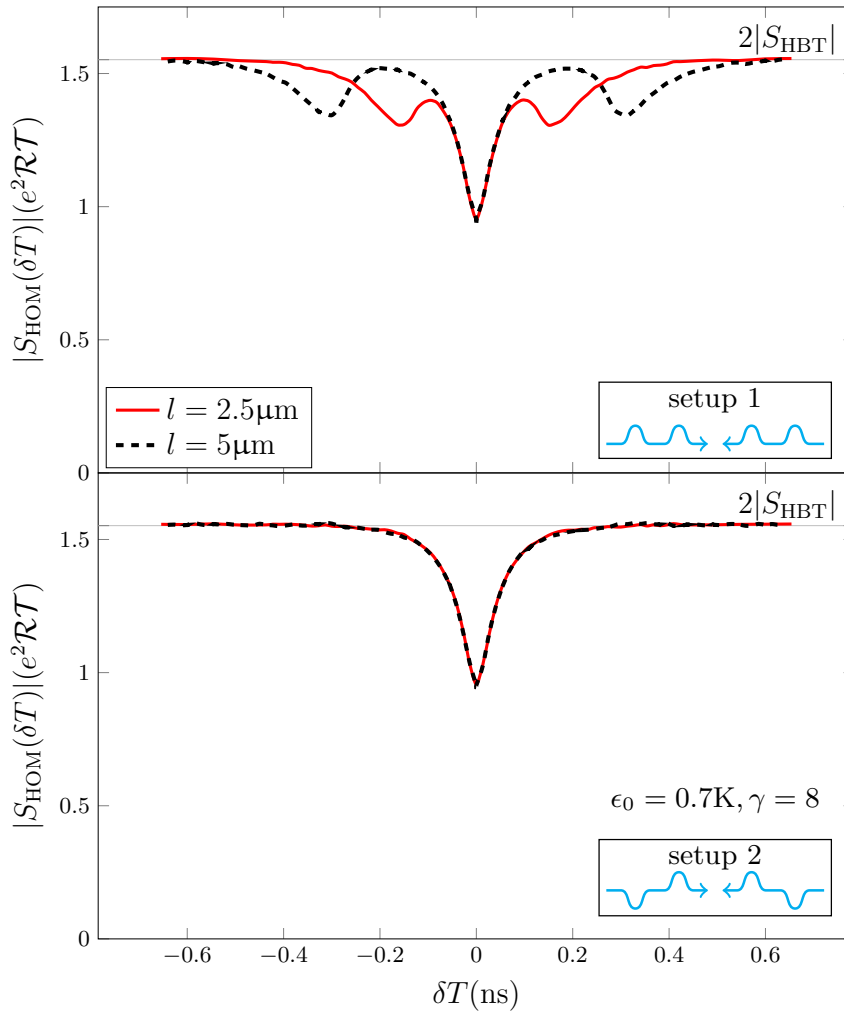 2|S_HBT|
1.5
1
0.5
0
|S_HOM(δT)|(e²ℛ𝒯)
l = 2.5µm
l = 5µm
setup 1
2|S_HBT|
1.5
1
0.5
0
|S_HOM(δT)|(e²ℛ𝒯)
ϵ₀ = 0.7K, γ = 8
setup 2
−0.6 −0.4 −0.2 0 0.2 0.4 0.6
δT(ns)